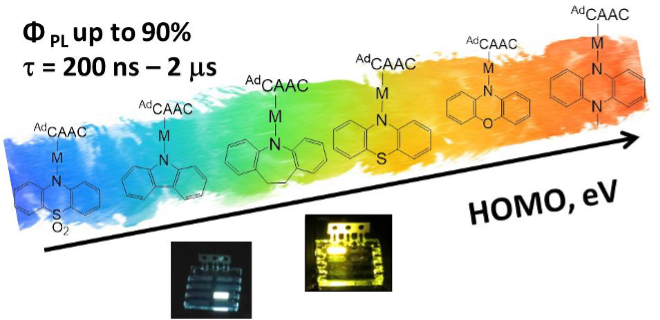 Φ PL up to 90%
τ = 200 ns – 2 μs
AdCAAC
M
N
S
O2
AdCAAC
M
N
AdCAAC
M
N
AdCAAC
M
N
S
AdCAAC
M
N
O
AdCAAC
M
N
N
HOMO, eV